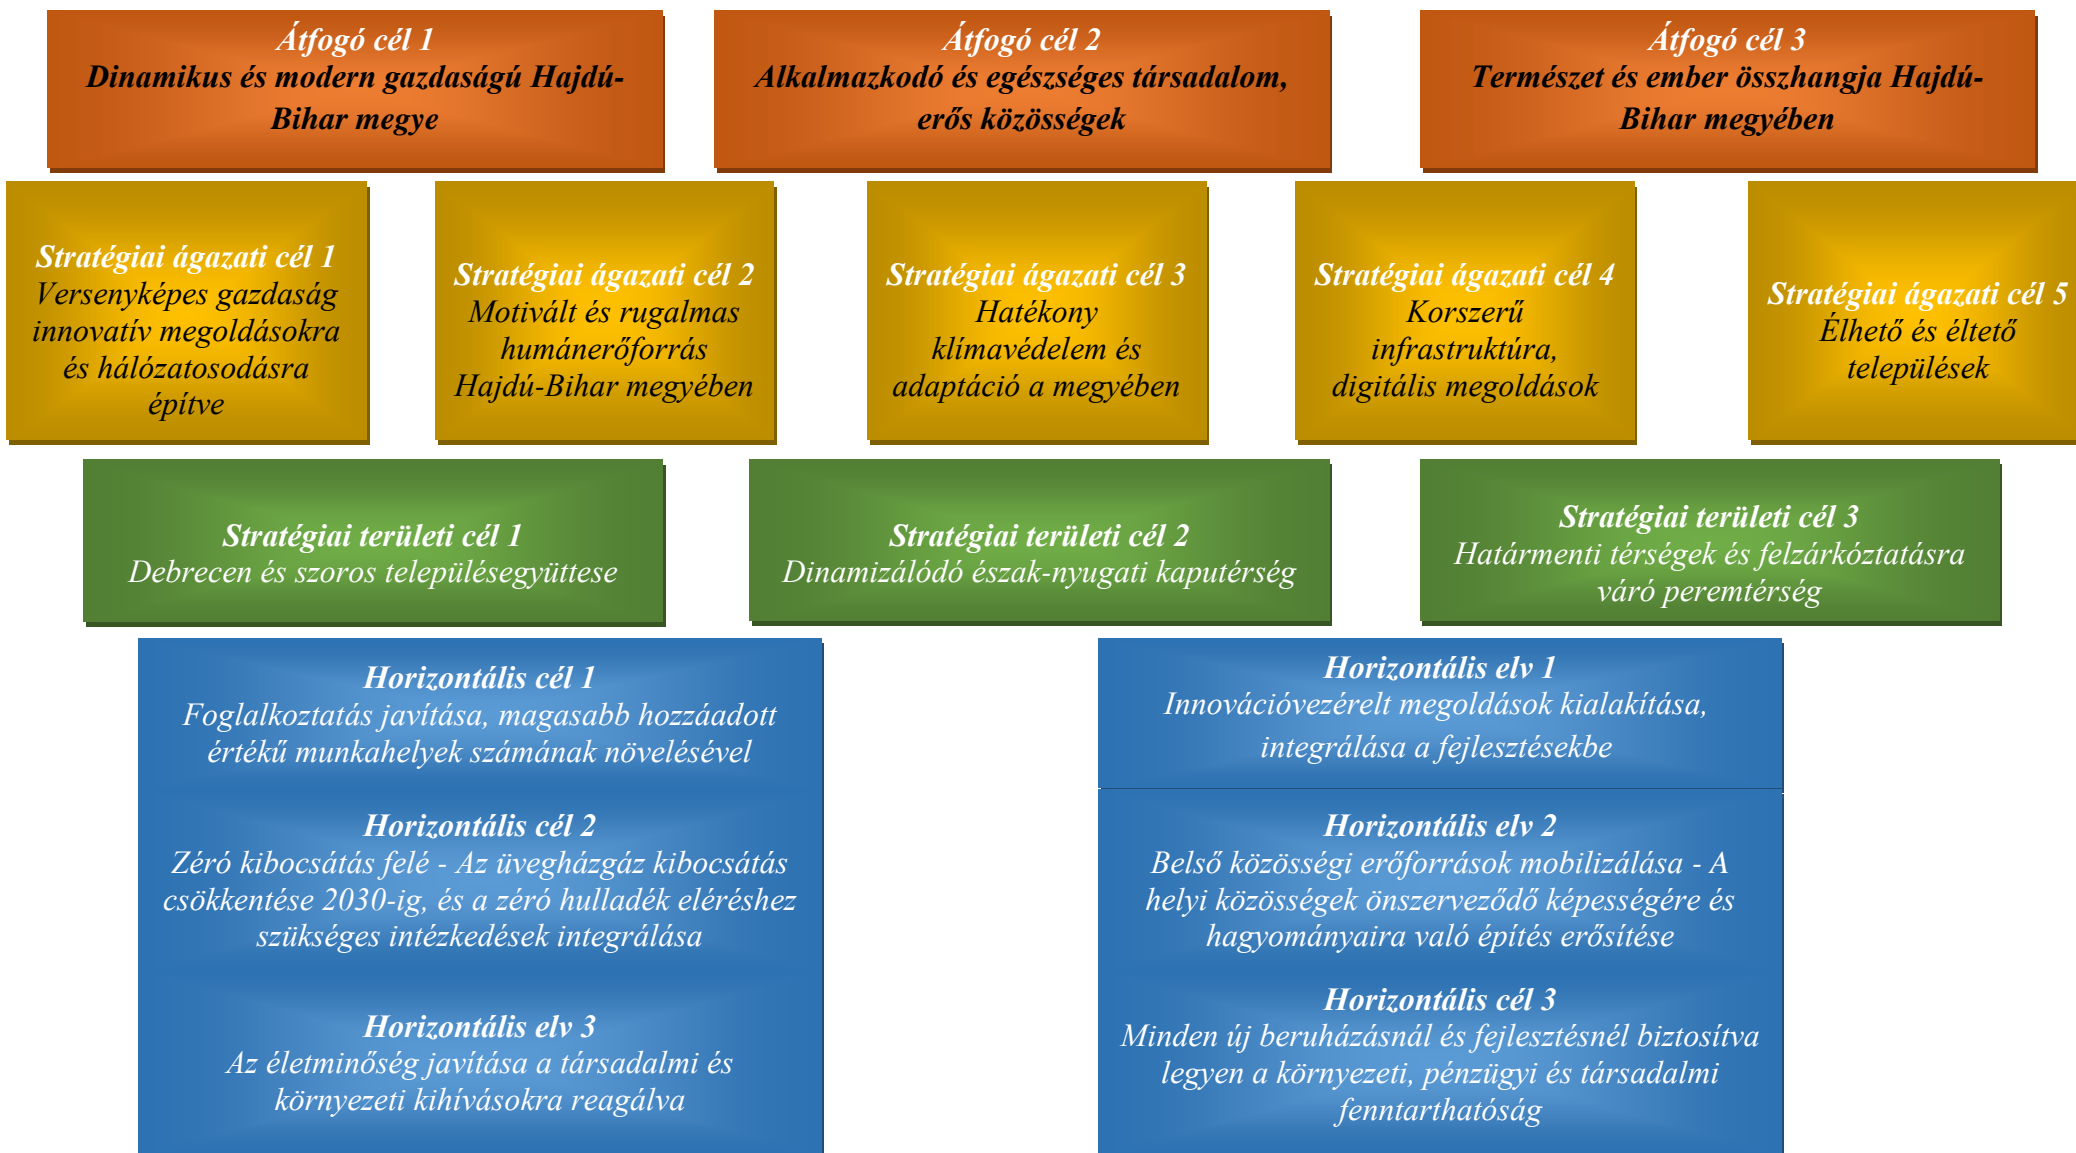 Átfogó cél 1
Dinamikus és modern gazdaságú Hajdú-
Bihar megye
Átfogó cél 2
Alkalmazkodó és egészséges társadalom,
erős közösségek
Átfogó cél 3
Természet és ember összhangja Hajdú-
Bihar megyében
Stratégiai ágazati cél 1
Versenyképes gazdaság
innovatív megoldásokra
és hálózatosodásra
építve
Stratégiai ágazati cél 2
Motivált és rugalmas
humánerőforrás
Hajdú-Bihar megyében
Stratégiai ágazati cél 3
Hatékony
klímavédelem és
adaptáció a megyében
Stratégiai ágazati cél 4
Korszerű
infrastruktúra,
digitális megoldások
Stratégiai ágazati cél 5
Élhető és éltető
települések
Stratégiai területi cél 1
Debrecen és szoros településegyüttese
Stratégiai területi cél 2
Dinamizálódó észak-nyugati kaputérség
Stratégiai területi cél 3
Határmenti térségek és felzárkóztatásra
váró peremtérség
Horizontális cél 1
Foglalkoztatás javítása, magasabb hozzáadott
értékű munkahelyek számának növelésével
Horizontális cél 2
Zéró kibocsátás felé - Az üvegházgáz kibocsátás
csökkentése 2030-ig, és a zéró hulladék eléréshez
szükséges intézkedések integrálása
Horizontális elv 3
Az életminőség javítása a társadalmi és
környezeti kihívásokra reagálva
Horizontális elv 1
Innovációvezérelt megoldások kialakítása,
integrálása a fejlesztésekbe
Horizontális elv 2
Belső közösségi erőforrások mobilizálása - A
helyi közösségek önszerveződő képességére és
hagyományaira való építés erősítése
Horizontális cél 3
Minden új beruházásnál és fejlesztésnél biztosítva
legyen a környezeti, pénzügyi és társadalmi
fenntarthatóság